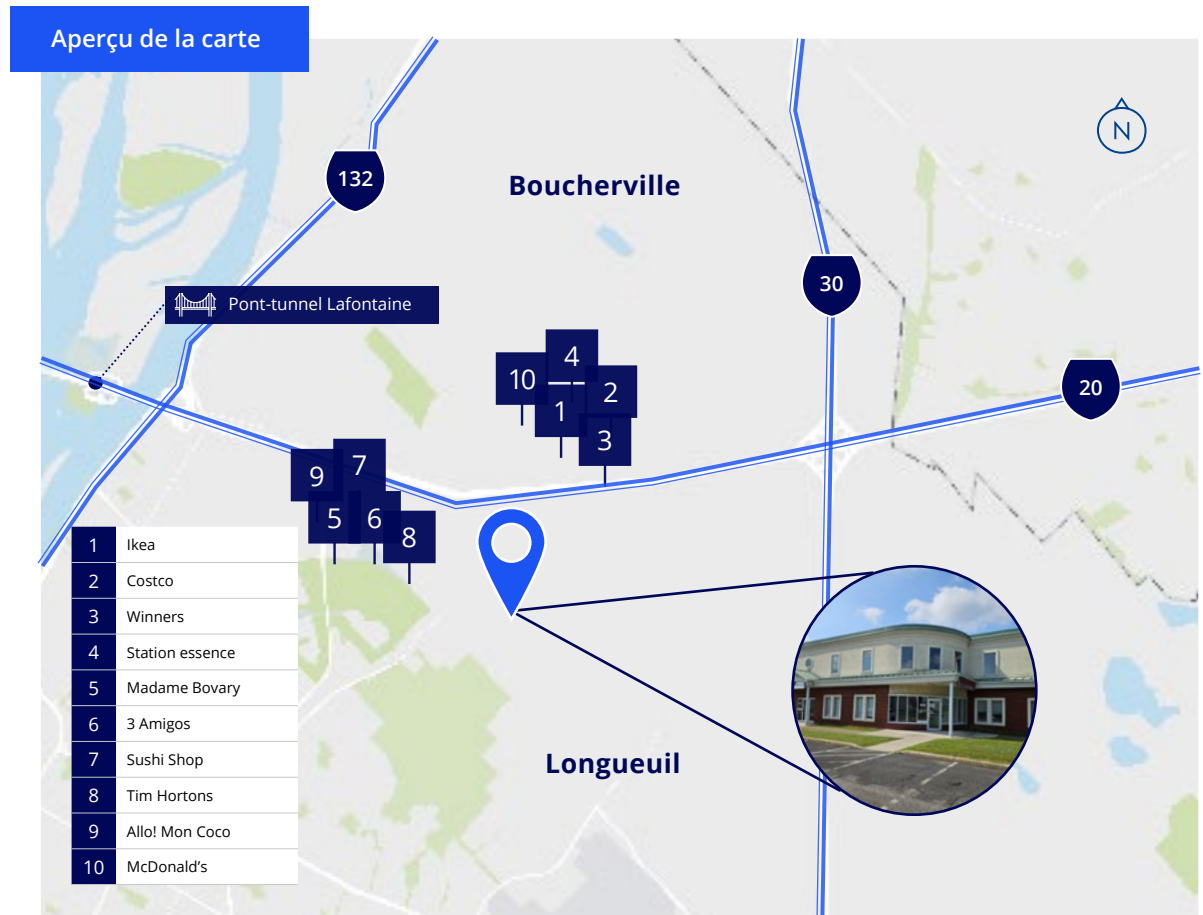 Aperçu de la carte
N
132
Boucherville
30
Pont-tunnel Lafontaine
4
10
2
1
3
20
7
9
5
6
8
1 Ikea
2 Costco
3 Winners
4 Station essence
5 Madame Bovary
6 3 Amigos
7 Sushi Shop
8 Tim Hortons
9 Allo! Mon Coco
10 McDonald’s
Longueuil